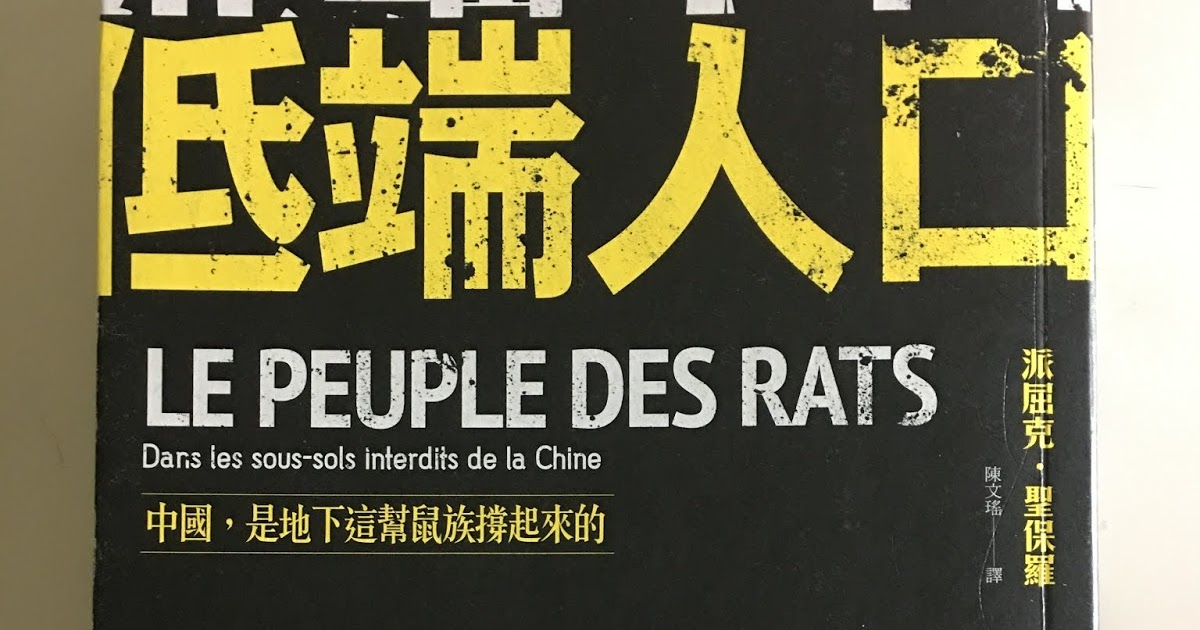 低端人口
LE PEUPLE DES RATS
Dans les sous-sols interdits de la Chine
中國，是地下這幫鼠族撐起來的
派屈克・聖保羅
陳文瑤——譯